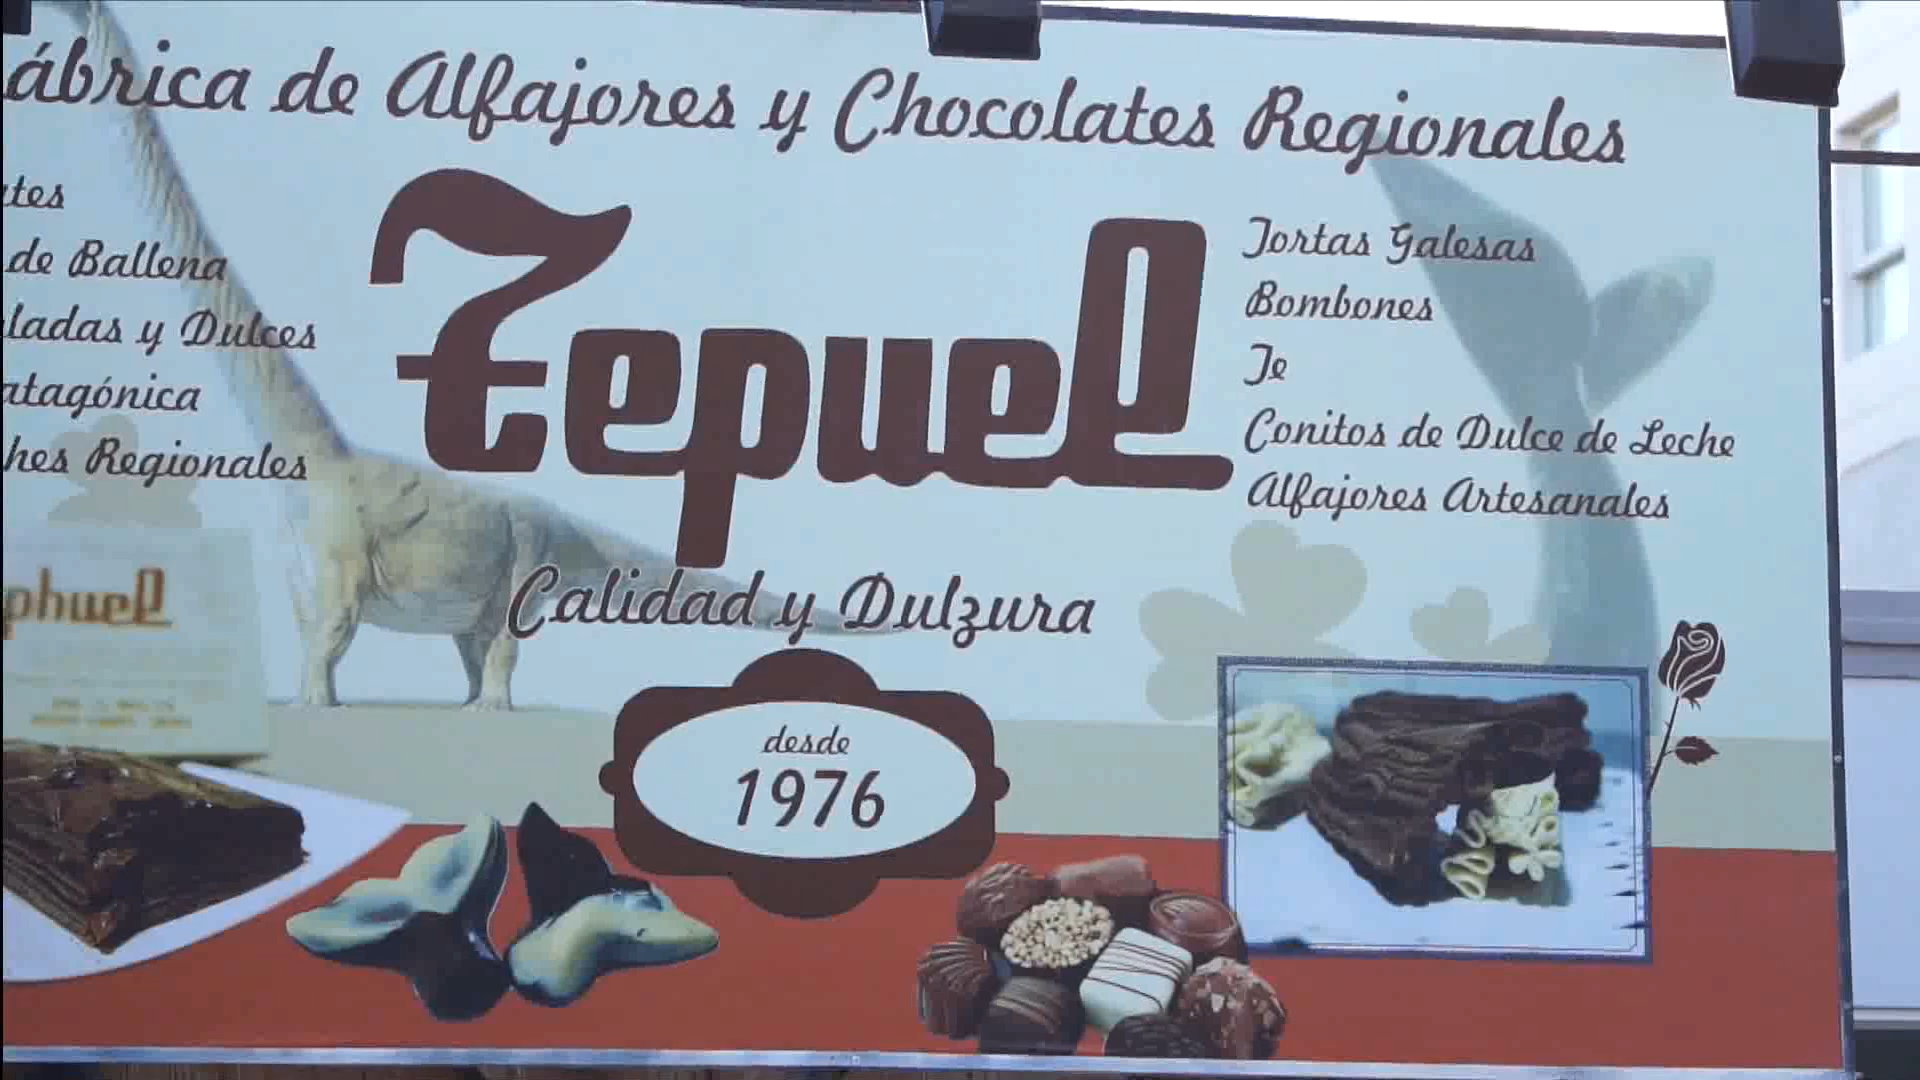 ábrica de Alfajores y Chocolates Regionales
tes
de Ballena
ladas y Dulces
atagónica
hes Regionales
Tepuel
Tortas Galesas
Bombones
Te
Conitos de Dulce de Leche
Alfajores Artesanales
Calidad y Dulzura
phuel
desde
1976